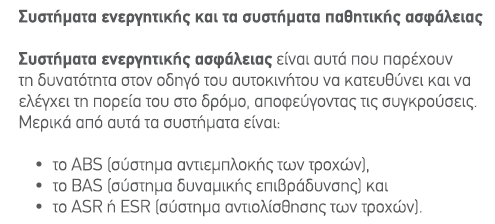 Συστήματα ενεργητικής και τα συστήματα παθητικής ασφάλειας
Συστήματα ενεργητικής ασφάλειας είναι αυτά που παρέχουν
τη δυνατότητα στον οδηγό του αυτοκινήτου να κατευθύνει και να
ελέγχει τη πορεία του στο δρόμο, αποφεύγοντας τις συγκρούσεις.
Μερικά από αυτά τα συστήματα είναι:
• το ABS (σύστημα αντιεμπλοκής των τροχών),
• το BAS (σύστημα δυναμικής επιβράδυνσης) και
• το ASR ή ESR (σύστημα αντιολίσθησης των τροχών).